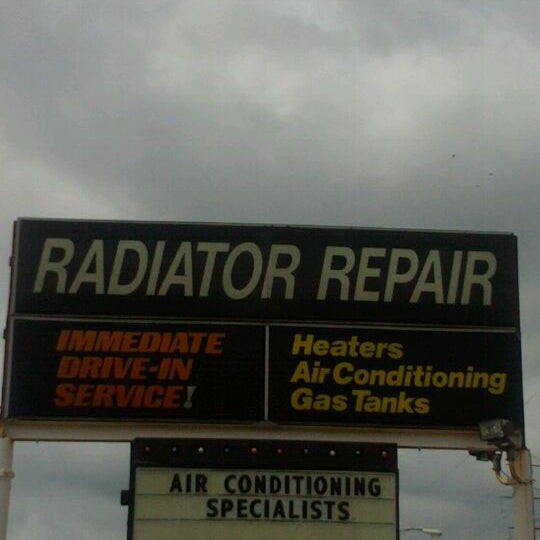 RADIATOR REPAIR
IMMEDIATE
DRIVE-IN
SERVICE!
Heaters
Air Conditioning
Gas Tanks
AIR CONDITIONING
SPECIALISTS